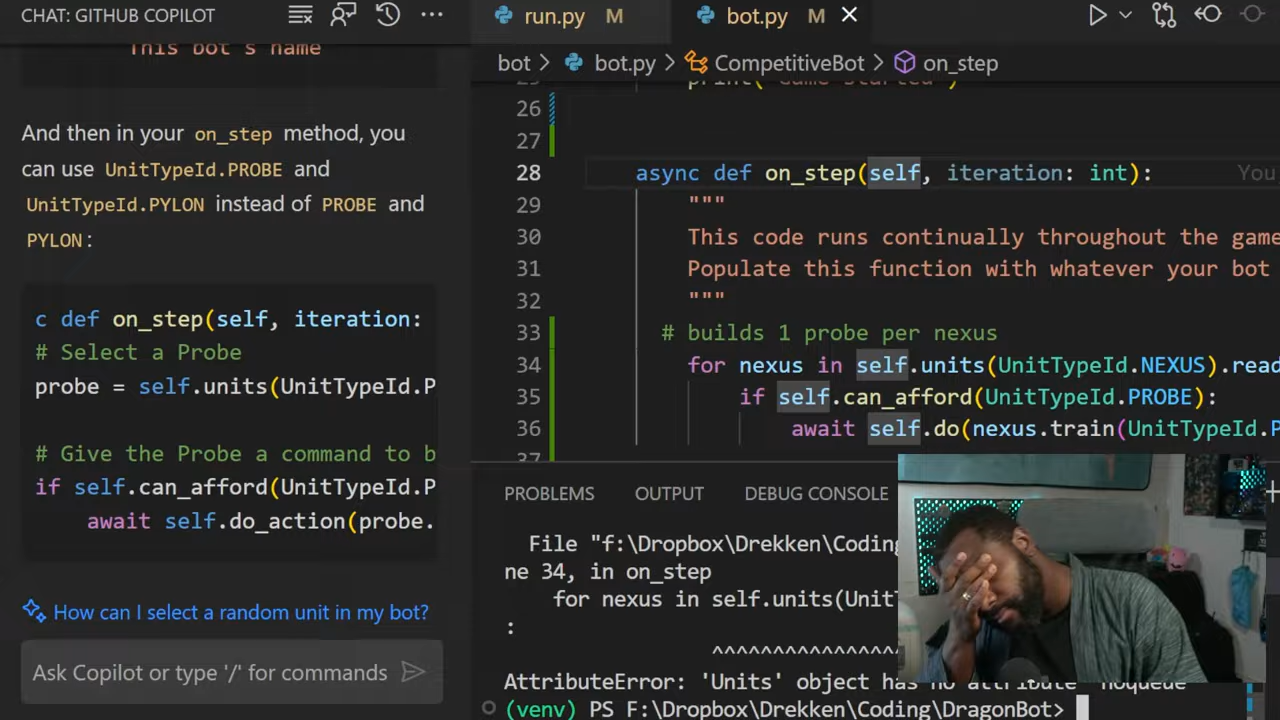 CHAT: GITHUB COPILOT
This bot's name
And then in your on_step method, you
can use UnitTypeId.PROBE and
UnitTypeId.PYLON instead of PROBE and
PYLON:
c def on_step(self, iteration:
# Select a Probe
probe = self.units(UnitTypeId.P
# Give the Probe a command to b
if self.can_afford(UnitTypeId.P
await self.do_action(probe.
How can I select a random unit in my bot?
Ask Copilot or type '/' for commands
run.py M
bot.py M
bot > bot.py > CompetitiveBot > on_step
25 print("Game started")
26
27
28 async def on_step(self, iteration: int): You
29 """
30 This code runs continually throughout the game
31 Populate this function with whatever your bot
32 """
33 # builds 1 probe per nexus
34 for nexus in self.units(UnitTypeId.NEXUS).read
35 if self.can_afford(UnitTypeId.PROBE):
36 await self.do(nexus.train(UnitTypeId.P
37
PROBLEMS OUTPUT DEBUG CONSOLE
File "f:\Dropbox\Drekken\Coding
ne 34, in on_step
for nexus in self.units(Unit
:
^^^^^^^^^^^^^^
AttributeError: 'Units' object has no attribute 'noqueue'
(venv) PS F:\Dropbox\Drekken\Coding\DragonBot>